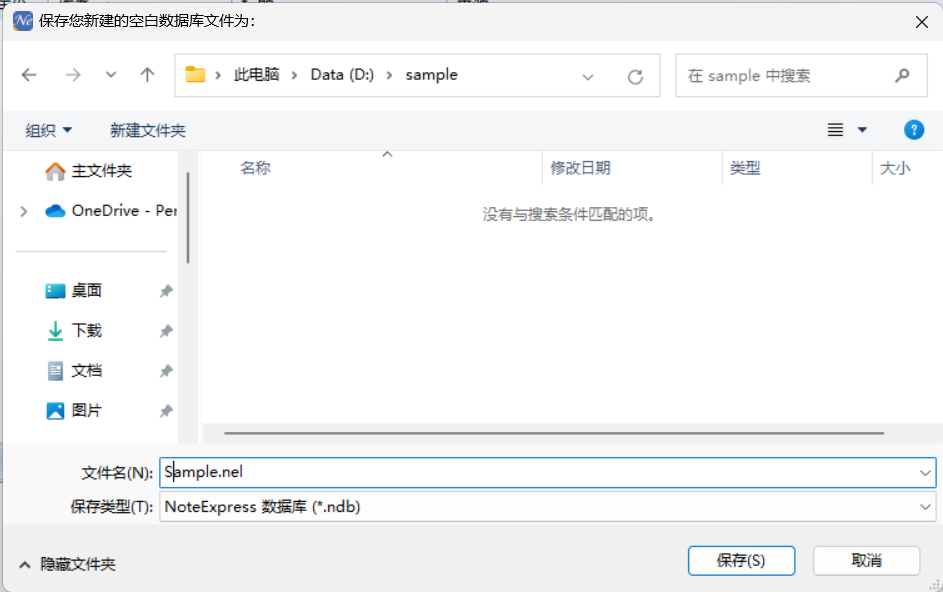 Ne 保存您新建的空白数据库文件为:
此电脑 > Data (D:) > sample
在 sample 中搜索
组织 新建文件夹
?
主文件夹
OneDrive - Per
桌面
下载
文档
图片
名称 修改日期 类型 大小
没有与搜索条件匹配的项。
文件名(N): Sample.nel
保存类型(T): NoteExpress 数据库 (*.ndb)
隐藏文件夹
保存(S) 取消